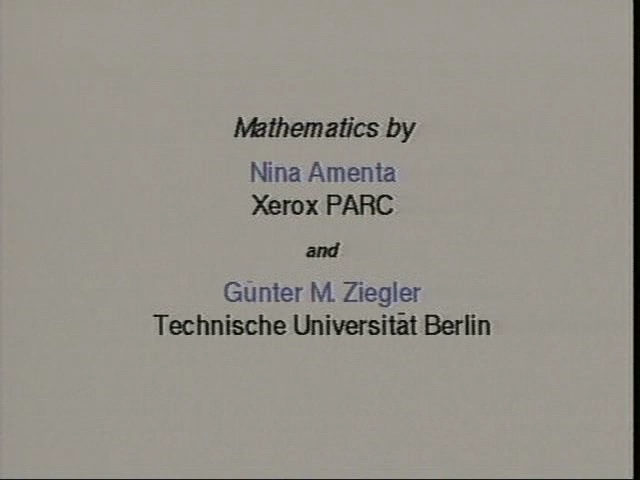 Mathematics by
Nina Amenta
Xerox PARC
and
Günter M. Ziegler
Technische Universität Berlin